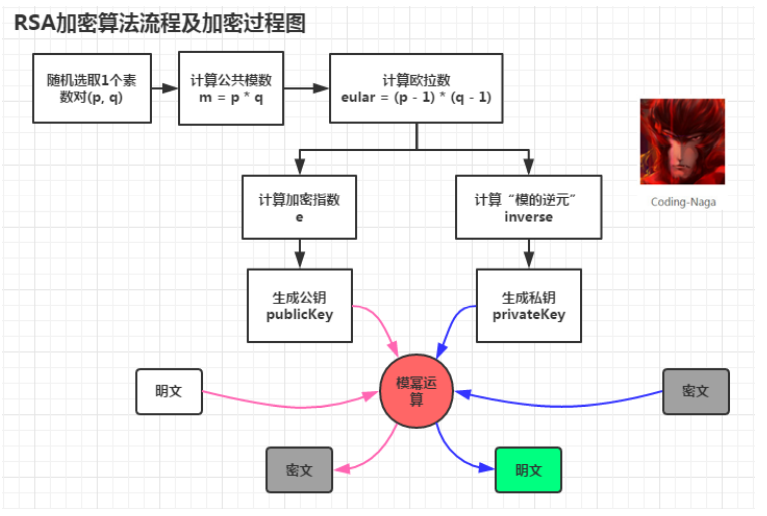 RSA加密算法流程及加密过程图
随机选取1个素
数对(p, q)
计算公共模数
m = p * q
计算欧拉数
eular = (p - 1) * (q - 1)
Coding-Naga
计算加密指数
e
计算“模的逆元”
inverse
生成公钥
publicKey
生成私钥
privateKey
模幂运
算
明文
密文
密文
明文